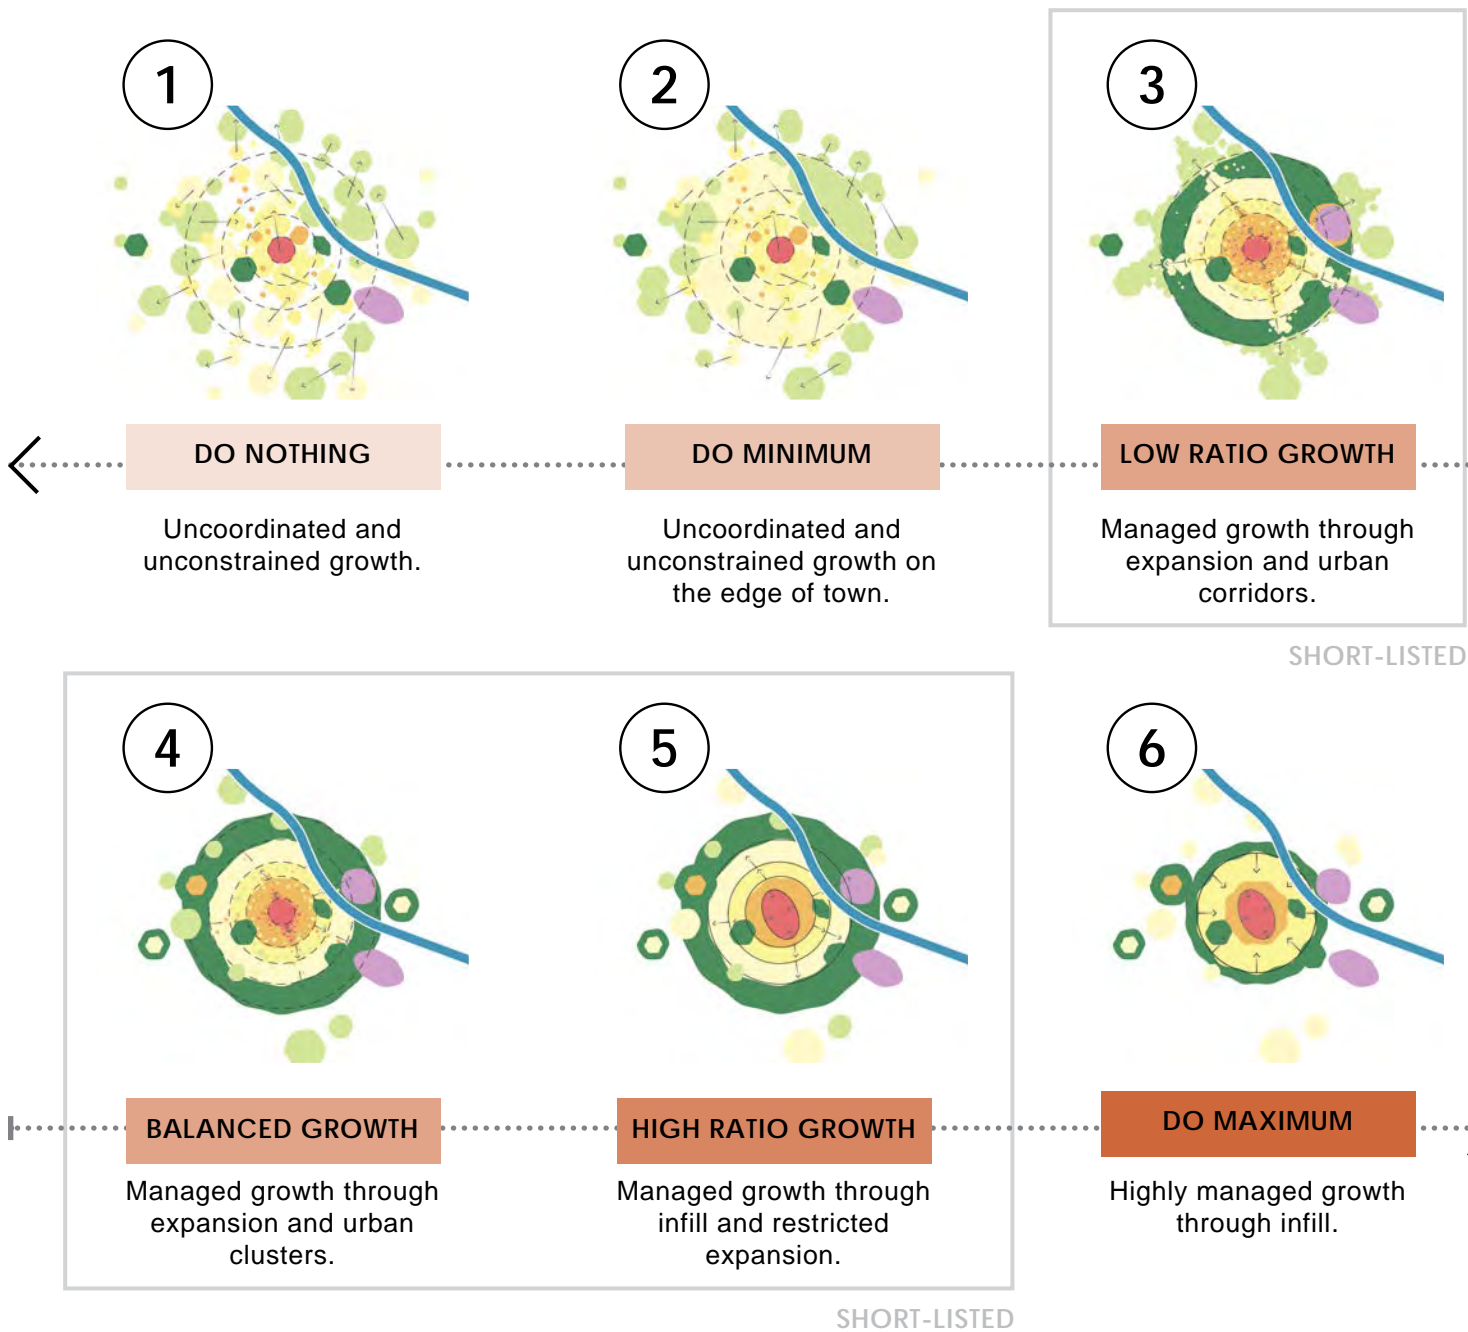 1
2
3
DO NOTHING
DO MINIMUM
LOW RATIO GROWTH
Uncoordinated and
unconstrained growth.
Uncoordinated and
unconstrained growth on
the edge of town.
Managed growth through
expansion and urban
corridors.
SHORT-LISTED
4
5
6
BALANCED GROWTH
HIGH RATIO GROWTH
DO MAXIMUM
Managed growth through
expansion and urban
clusters.
Managed growth through
infill and restricted
expansion.
Highly managed growth
through infill.
SHORT-LISTED